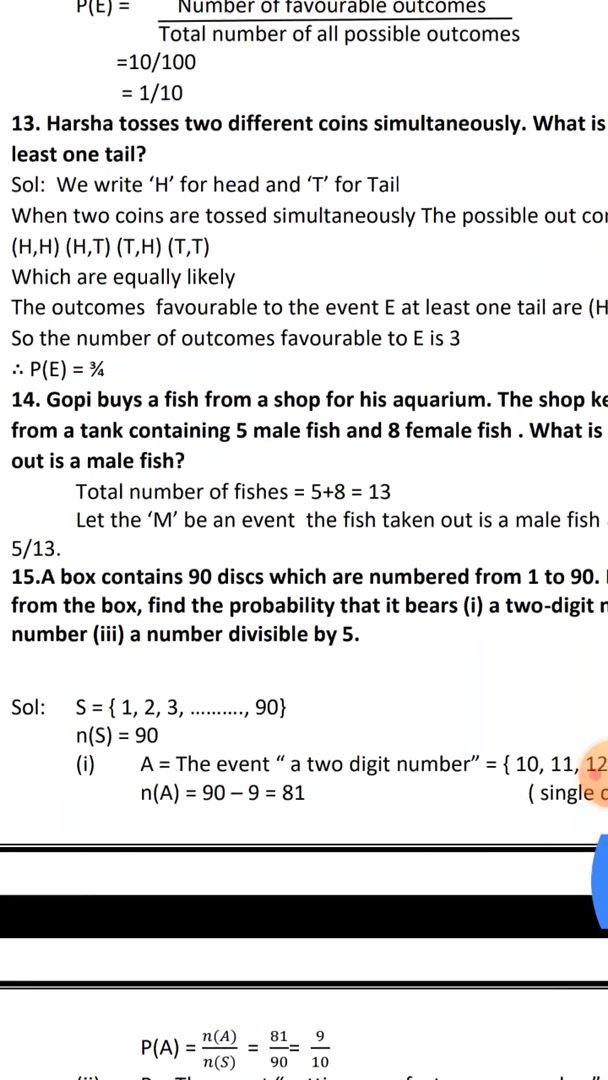 P(E) = Number of favourable outcomes
Total number of all possible outcomes
=10/100
= 1/10
13. Harsha tosses two different coins simultaneously. What is
least one tail?
Sol: We write ‘H’ for head and ‘T’ for Tail
When two coins are tossed simultaneously The possible out
(H,H) (H,T) (T,H) (T,T)
Which are equally likely
The outcomes favourable to the event E at least one tail are (H
So the number of outcomes favourable to E is 3
∴ P(E) = ¾
14. Gopi buys a fish from a shop for his aquarium. The shop
from a tank containing 5 male fish and 8 female fish . What is
out is a male fish?
Total number of fishes = 5+8 = 13
Let the ‘M’ be an event the fish taken out is a male fish
5/13.
15.A box contains 90 discs which are numbered from 1 to 90.
from the box, find the probability that it bears (i) a two-digit
number (iii) a number divisible by 5.
Sol: S = { 1, 2, 3, .........., 90}
n(S) = 90
(i) A = The event “ a two digit number” = { 10, 11, 12
n(A) = 90 – 9 = 81 ( single
P(A) = n(A)/n(S) = 81/90 = 9/10